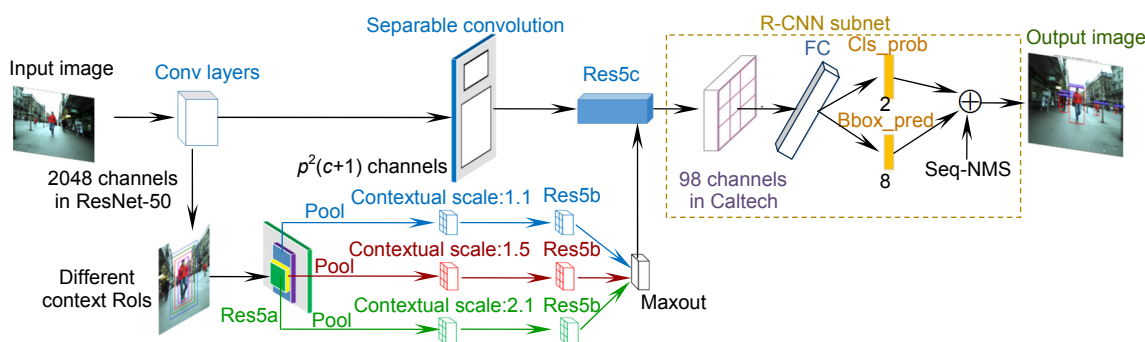 Input image
Conv layers
2048 channels
in ResNet-50
Separable convolution
p²(c+1) channels
Res5c
R-CNN subnet
FC
Cls_prob
2
Bbox_pred
8
98 channels
in Caltech
Seq-NMS
Output image
Different
context RoIs
Res5a
Pool
Contextual scale:1.1
Res5b
Pool
Contextual scale:1.5
Res5b
Pool
Contextual scale:2.1
Res5b
Maxout